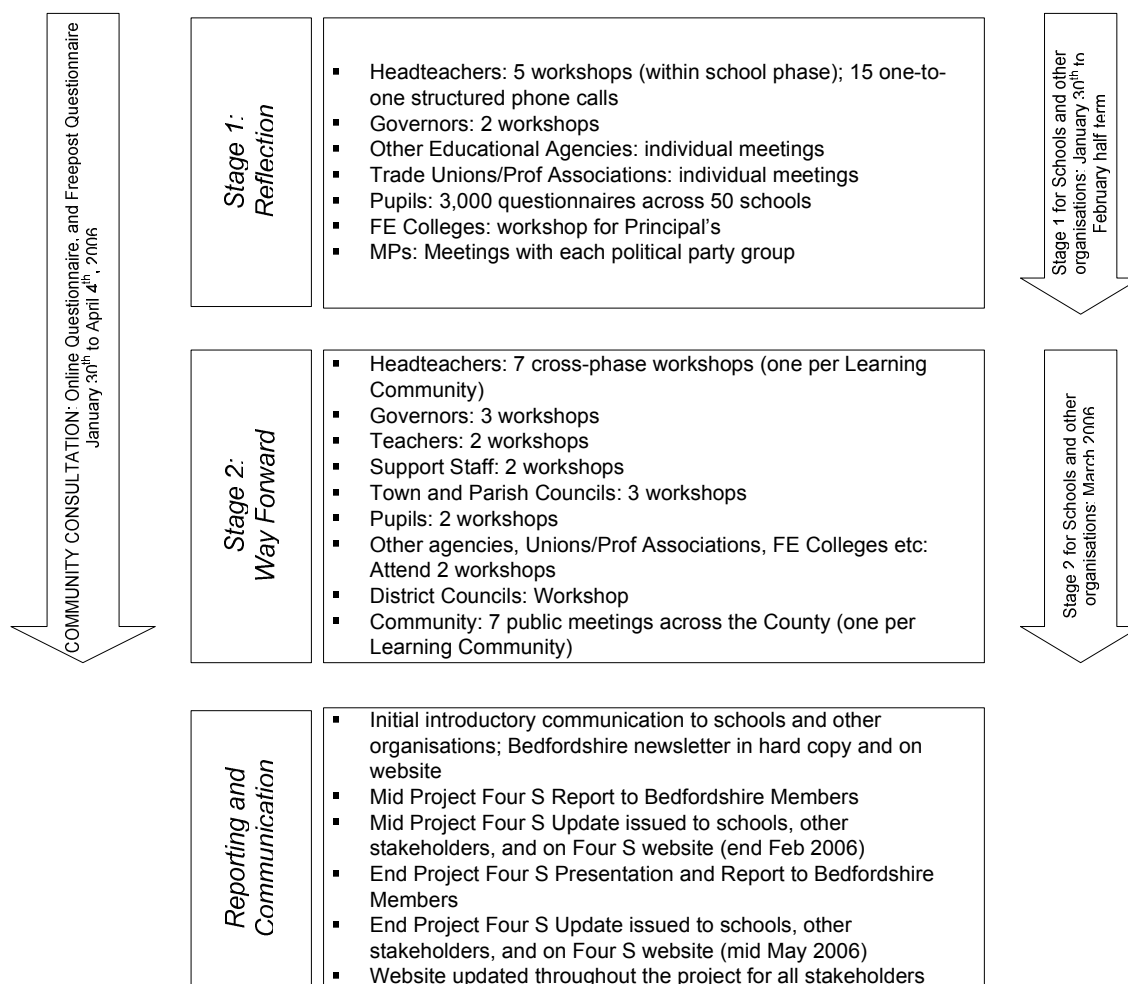 COMMUNITY CONSULTATION: Online Questionnaire, and Freepost Questionnaire
January 30th to April 4th, 2006
Stage 1:
Reflection
▪ Headteachers: 5 workshops (within school phase); 15 one-to-
one structured phone calls
▪ Governors: 2 workshops
▪ Other Educational Agencies: individual meetings
▪ Trade Unions/Prof Associations: individual meetings
▪ Pupils: 3,000 questionnaires across 50 schools
▪ FE Colleges: workshop for Principal's
▪ MPs: Meetings with each political party group
Stage 1 for Schools and other
organisations: January 30th to
February half term
Stage 2:
Way Forward
▪ Headteachers: 7 cross-phase workshops (one per Learning
Community)
▪ Governors: 3 workshops
▪ Teachers: 2 workshops
▪ Support Staff: 2 workshops
▪ Town and Parish Councils: 3 workshops
▪ Pupils: 2 workshops
▪ Other agencies, Unions/Prof Associations, FE Colleges etc:
Attend 2 workshops
▪ District Councils: Workshop
▪ Community: 7 public meetings across the County (one per
Learning Community)
Stage 2 for Schools and other
organisations: March 2006
Reporting and
Communication
▪ Initial introductory communication to schools and other
organisations; Bedfordshire newsletter in hard copy and on
website
▪ Mid Project Four S Report to Bedfordshire Members
▪ Mid Project Four S Update issued to schools, other
stakeholders, and on Four S website (end Feb 2006)
▪ End Project Four S Presentation and Report to Bedfordshire
Members
▪ End Project Four S Update issued to schools, other
stakeholders, and on Four S website (mid May 2006)
▪ Website updated throughout the project for all stakeholders